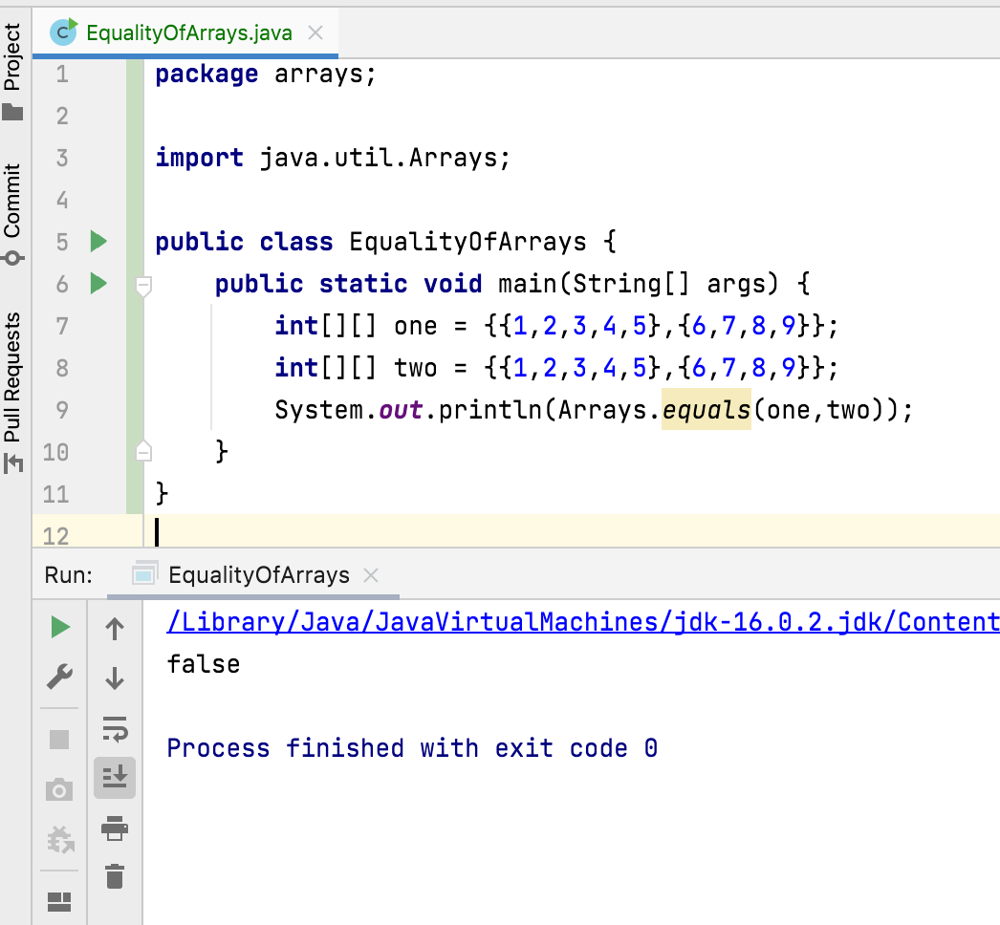 EqualityOfArrays.java
Project
Commit
Pull Requests
1 package arrays;
2
3 import java.util.Arrays;
4
5 public class EqualityOfArrays {
6     public static void main(String[] args) {
7         int[][] one = {{1,2,3,4,5},{6,7,8,9}};
8         int[][] two = {{1,2,3,4,5},{6,7,8,9}};
9         System.out.println(Arrays.equals(one,two));
10     }
11 }
12
Run: EqualityOfArrays
/Library/Java/JavaVirtualMachines/jdk-16.0.2.jdk/Content
false
Process finished with exit code 0